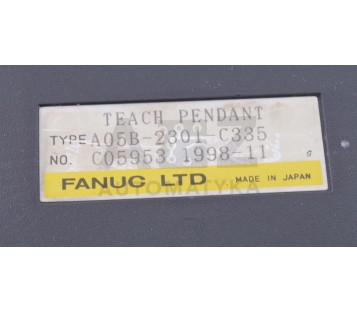 TEACH PENDANT
TYPE A05B-2301-C335
NO. C05953 1998-11
FANUC LTD MADE IN JAPAN
AUTOMATYKA